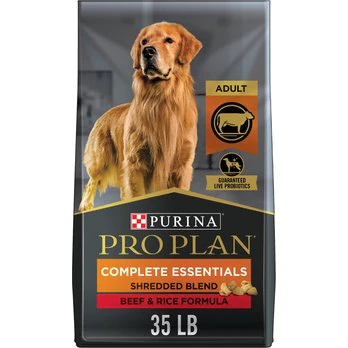 ADULT
GUARANTEED
LIVE PROBIOTICS
PURINA
PRO PLAN
COMPLETE ESSENTIALS
SHREDDED BLEND
BEEF & RICE FORMULA
35 LB